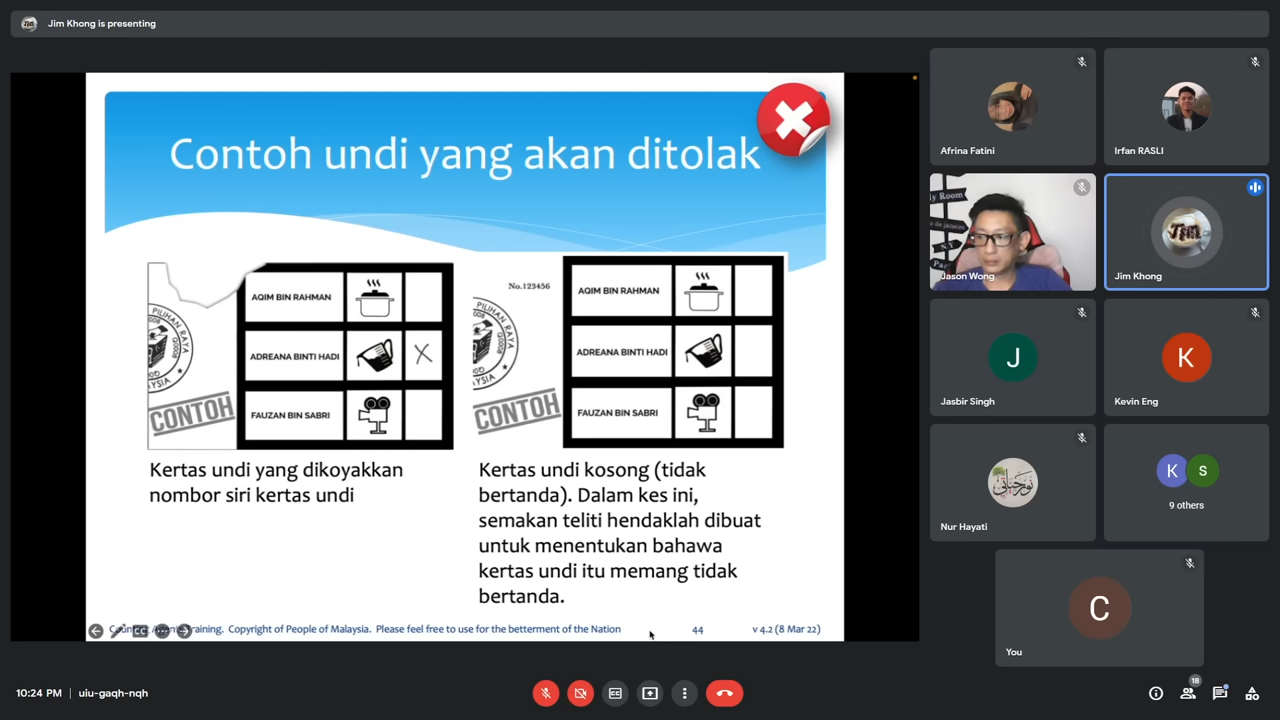 Jim Khong is presenting
Contoh undi yang akan ditolak
AQIM BIN RAHMAN
ADREANA BINTI HADI
X
FAUZAN BIN SABRI
PILIHAN RAYA
CONTOH
No.123456
AQIM BIN RAHMAN
ADREANA BINTI HADI
FAUZAN BIN SABRI
PILIHAN RAYA
CONTOH
Kertas undi yang dikoyakkan
nombor siri kertas undi
Kertas undi kosong (tidak
bertanda). Dalam kes ini,
semakan teliti hendaklah dibuat
untuk menentukan bahawa
kertas undi itu memang tidak
bertanda.
raining. Copyright of People of Malaysia. Please feel free to use for the betterment of the Nation
44
v 4.2 (8 Mar 22)
Afrina Fatini
Irfan RASLI
Jason Wong
Jim
Jim Khong
J
Jasbir Singh
K
Kevin Eng
Nur Hayati
K
S
9 others
C
You
10:24 PM | uiu-gaqh-nqh
18